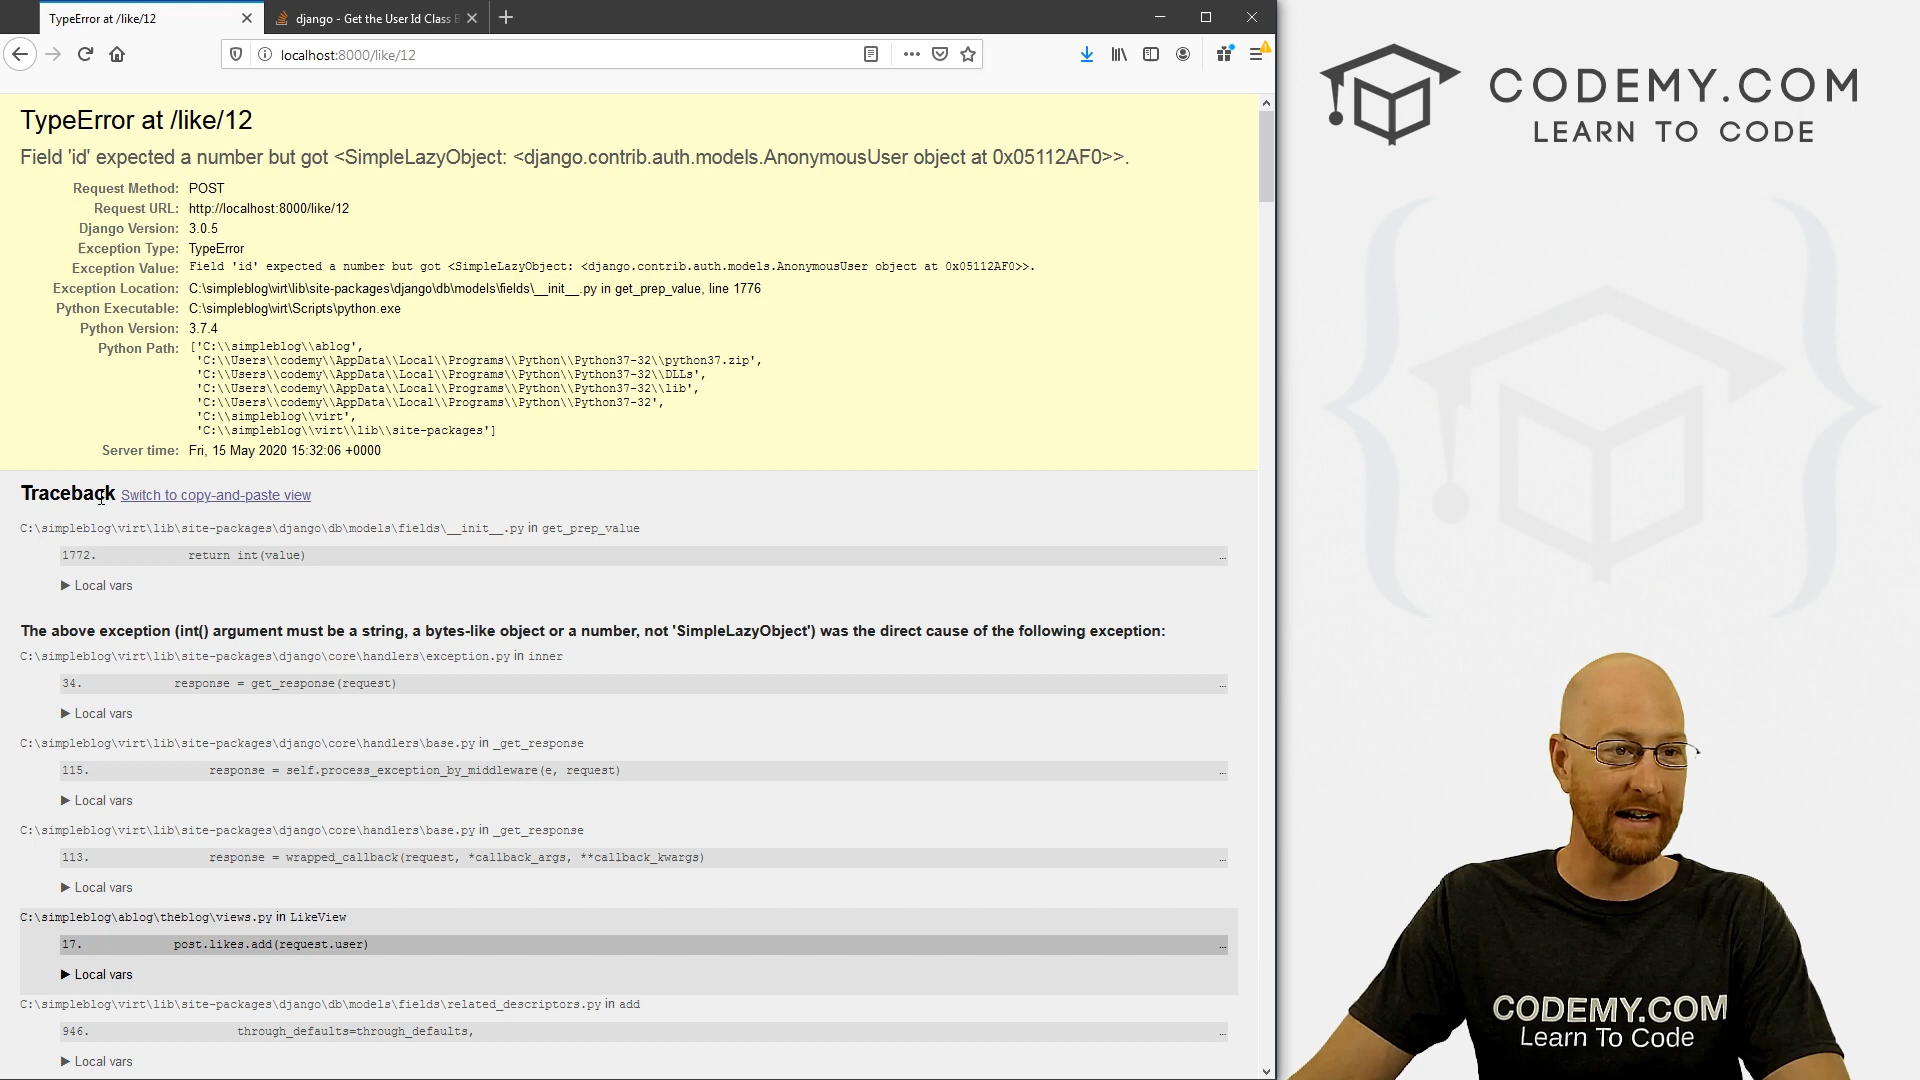 TypeError at /like/12
django - Get the User Id Class B
localhost:8000/like/12
TypeError at /like/12
Field 'id' expected a number but got <SimpleLazyObject: <django.contrib.auth.models.AnonymousUser object at 0x05112AF0>>.
Request Method: POST
Request URL: http://localhost:8000/like/12
Django Version: 3.0.5
Exception Type: TypeError
Exception Value: Field 'id' expected a number but got <SimpleLazyObject: <django.contrib.auth.models.AnonymousUser object at 0x05112AF0>>.
Exception Location: C:\simpleblog\virt\lib\site-packages\django\db\models\fields\__init__.py in get_prep_value, line 1776
Python Executable: C:\simpleblog\virt\Scripts\python.exe
Python Version: 3.7.4
Python Path: ['C:\\simpleblog\\ablog',
'C:\\Users\\codemy\\AppData\\Local\\Programs\\Python\\Python37-32\\python37.zip',
'C:\\Users\\codemy\\AppData\\Local\\Programs\\Python\\Python37-32\\DLLs',
'C:\\Users\\codemy\\AppData\\Local\\Programs\\Python\\Python37-32\\lib',
'C:\\Users\\codemy\\AppData\\Local\\Programs\\Python\\Python37-32',
'C:\\simpleblog\\virt',
'C:\\simpleblog\\virt\\lib\\site-packages']
Server time: Fri, 15 May 2020 15:32:06 +0000
Traceback Switch to copy-and-paste view
C:\simpleblog\virt\lib\site-packages\django\db\models\fields\__init__.py in get_prep_value
1772. return int(value) …
▶ Local vars
The above exception (int() argument must be a string, a bytes-like object or a number, not 'SimpleLazyObject') was the direct cause of the following exception:
C:\simpleblog\virt\lib\site-packages\django\core\handlers\exception.py in inner
34. response = get_response(request) …
▶ Local vars
C:\simpleblog\virt\lib\site-packages\django\core\handlers\base.py in _get_response
115. response = self.process_exception_by_middleware(e, request) …
▶ Local vars
C:\simpleblog\virt\lib\site-packages\django\core\handlers\base.py in _get_response
113. response = wrapped_callback(request, *callback_args, **callback_kwargs) …
▶ Local vars
C:\simpleblog\ablog\theblog\views.py in LikeView
17. post.likes.add(request.user) …
▶ Local vars
C:\simpleblog\virt\lib\site-packages\django\db\models\fields\related_descriptors.py in add
946. through_defaults=through_defaults, …
▶ Local vars
CODEMY.COM
LEARN TO CODE
CODEMY.COM
Learn To Code